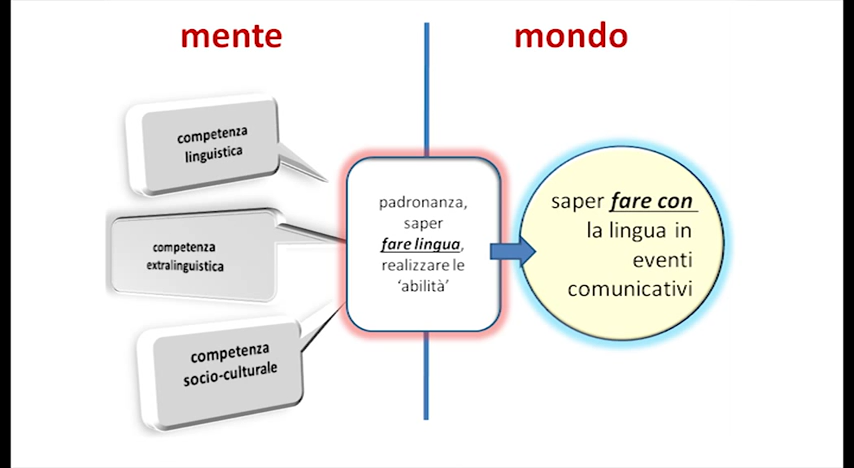 mente
mondo
competenza
linguistica
competenza
extralinguistica
competenza
socio-culturale
padronanza,
saper
fare lingua,
realizzare le
‘abilità’
saper fare con
la lingua in
eventi
comunicativi